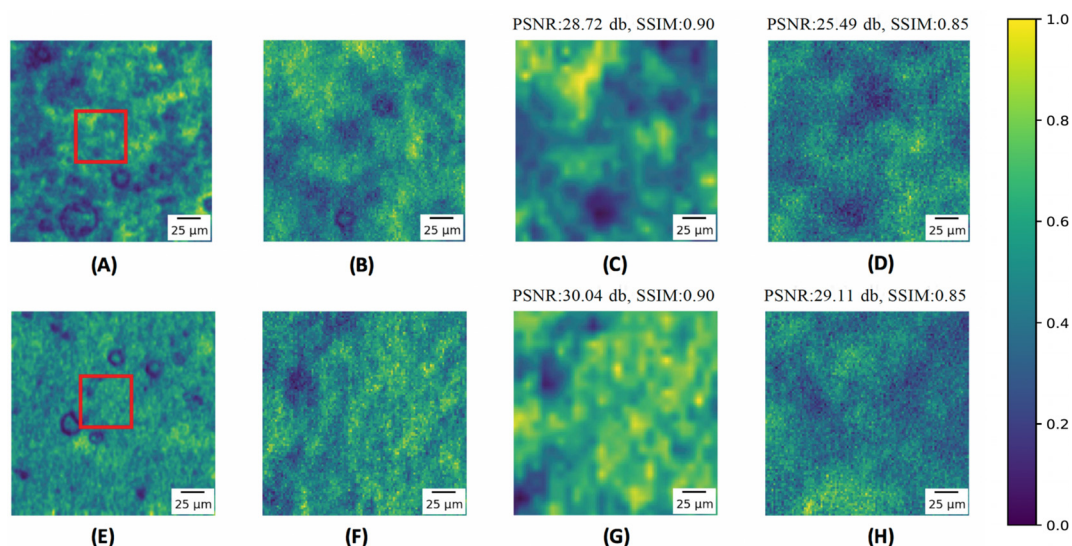 PSNR:28.72 db, SSIM:0.90
PSNR:25.49 db, SSIM:0.85
1.0
25 μm
25 μm
25 μm
25 μm
0.8
(A)
(B)
(C)
(D)
0.6
PSNR:30.04 db, SSIM:0.90
PSNR:29.11 db, SSIM:0.85
0.4
0.2
25 μm
25 μm
25 μm
25 μm
0.0
(E)
(F)
(G)
(H)